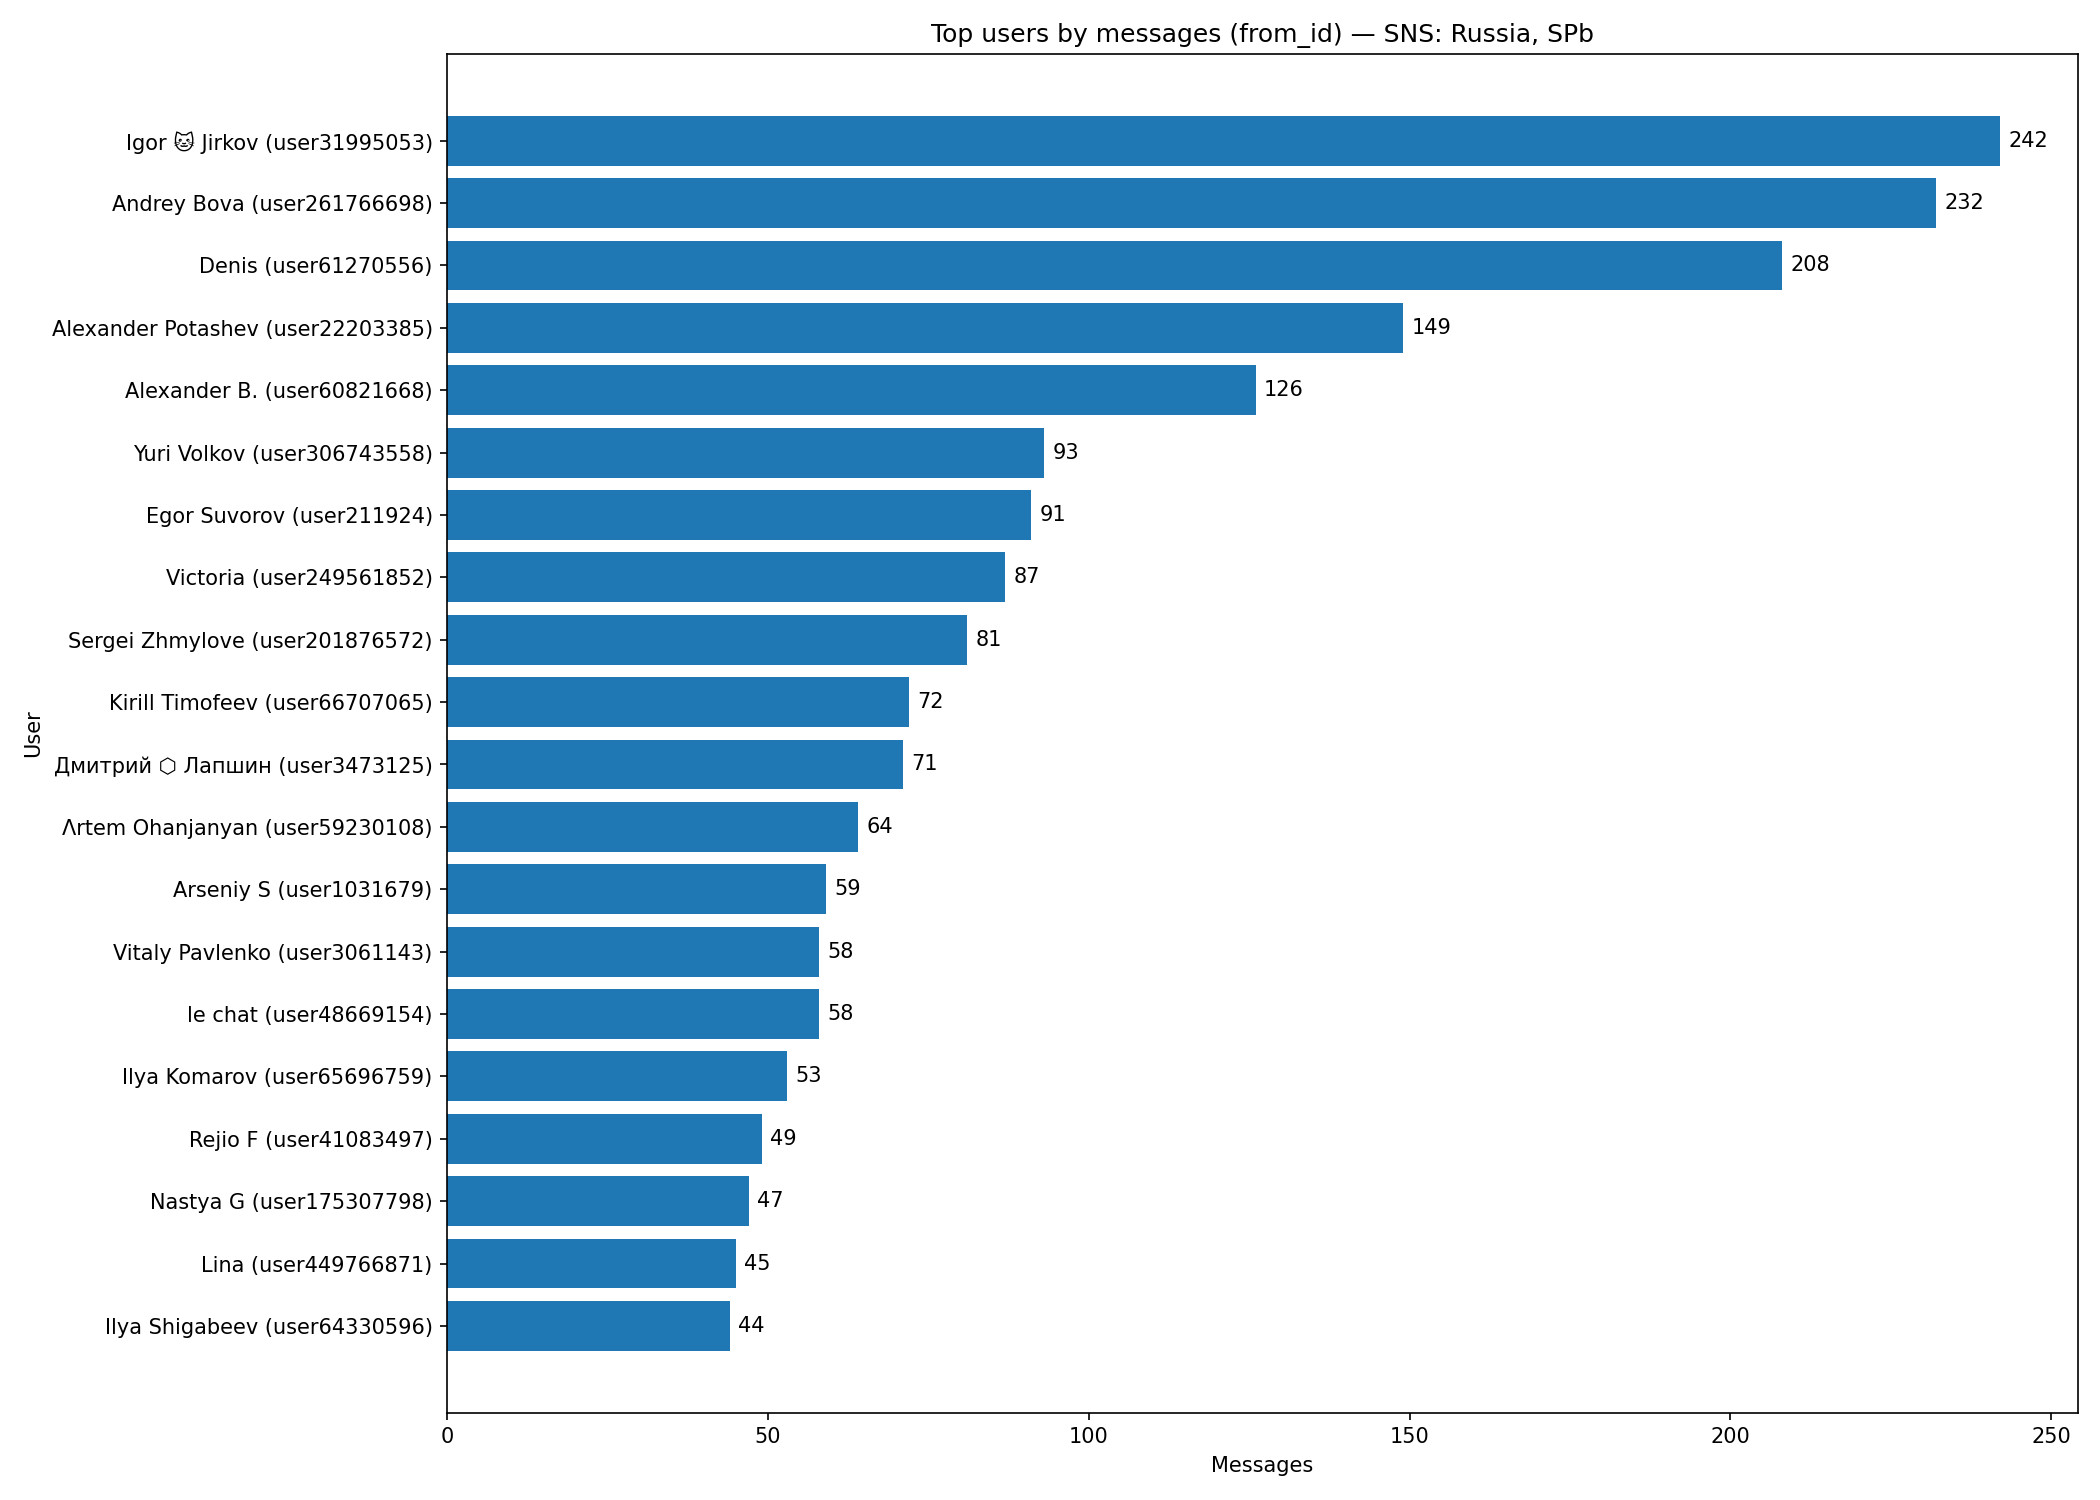 Top users by messages (from_id) — SNS: Russia, SPb
Igor 🐱 Jirkov (user31995053) 242
Andrey Bova (user261766698) 232
Denis (user61270556) 208
Alexander Potashev (user22203385) 149
Alexander B. (user60821668) 126
Yuri Volkov (user306743558) 93
Egor Suvorov (user211924) 91
Victoria (user249561852) 87
Sergei Zhmylove (user201876572) 81
Kirill Timofeev (user66707065) 72
Дмитрий ⬡ Лапшин (user3473125) 71
Λrtem Ohanjanyan (user59230108) 64
Arseniy S (user1031679) 59
Vitaly Pavlenko (user3061143) 58
le chat (user48669154) 58
Ilya Komarov (user65696759) 53
Rejio F (user41083497) 49
Nastya G (user175307798) 47
Lina (user449766871) 45
Ilya Shigabeev (user64330596) 44
User
0 50 100 150 200 250
Messages